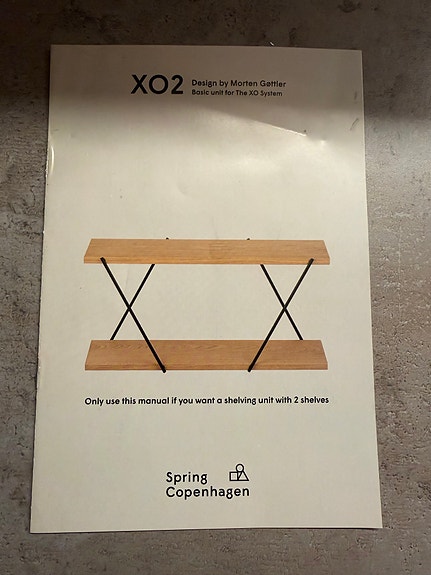 XO2
Design by Morten Gøttler
Basic unit for The XO System
Only use this manual if you want a shelving unit with 2 shelves
Spring
Copenhagen